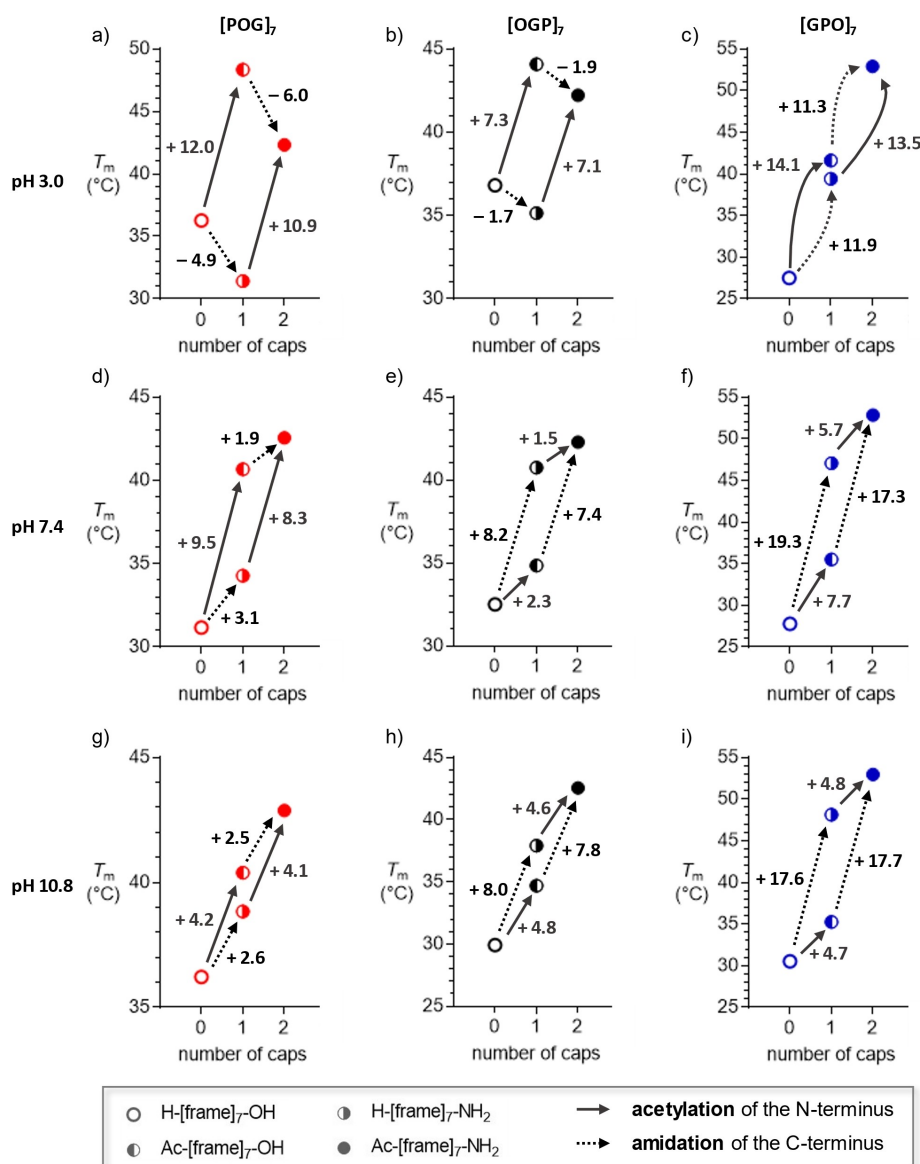 [POG]7 [OGP]7 [GPO]7
a) b) c)
pH 3.0
Tm (°C)
50
45
40
35
30
+ 12.0
– 6.0
– 4.9
+ 10.9
0 1 2
number of caps
Tm (°C)
45
40
35
30
+ 7.3
– 1.9
– 1.7
+ 7.1
0 1 2
number of caps
Tm (°C)
55
50
45
40
35
30
25
+ 11.3
+ 14.1
+ 13.5
+ 11.9
0 1 2
number of caps
d) e) f)
pH 7.4
Tm (°C)
45
40
35
30
+ 1.9
+ 9.5
+ 8.3
+ 3.1
0 1 2
number of caps
Tm (°C)
45
40
35
30
+ 1.5
+ 8.2
+ 7.4
+ 2.3
0 1 2
number of caps
Tm (°C)
55
50
45
40
35
30
25
+ 5.7
+ 17.3
+ 19.3
+ 7.7
0 1 2
number of caps
g) h) i)
pH 10.8
Tm (°C)
45
40
35
+ 2.5
+ 4.1
+ 4.2
+ 2.6
0 1 2
number of caps
Tm (°C)
45
40
35
30
25
+ 4.6
+ 7.8
+ 8.0
+ 4.8
0 1 2
number of caps
Tm (°C)
55
50
45
40
35
30
25
+ 4.8
+ 17.7
+ 17.6
+ 4.7
0 1 2
number of caps
H-[frame]7-OH H-[frame]7-NH2 acetylation of the N-terminus
Ac-[frame]7-OH Ac-[frame]7-NH2 amidation of the C-terminus